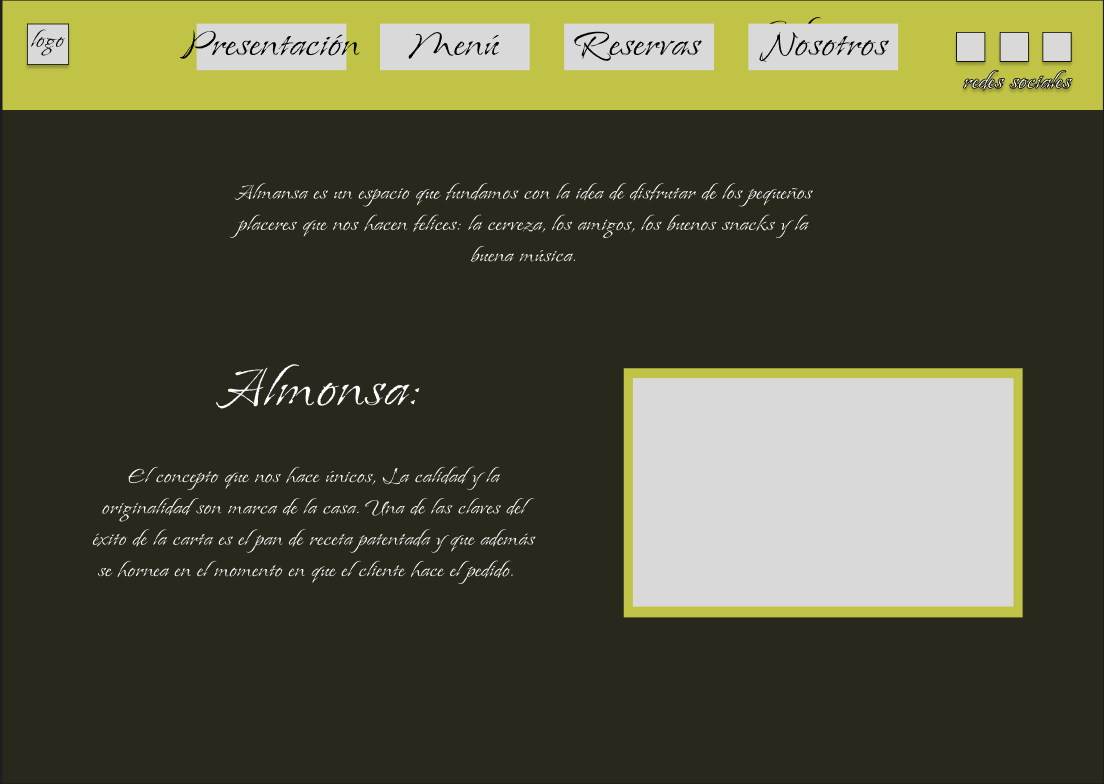 logo
Presentación
Menú
Reservas
Nosotros
redes sociales
Almansa es un espacio que fundamos con la idea de disfrutar de los pequeños
placeres que nos hacen felices: la cerveza, los amigos, los buenos snacks y la
buena música.
Almonsa:
El concepto que nos hace únicos, La calidad y la
originalidad son marca de la casa. Una de las claves del
éxito de la carta es el pan de receta patentada y que además
se hornea en el momento en que el cliente hace el pedido.